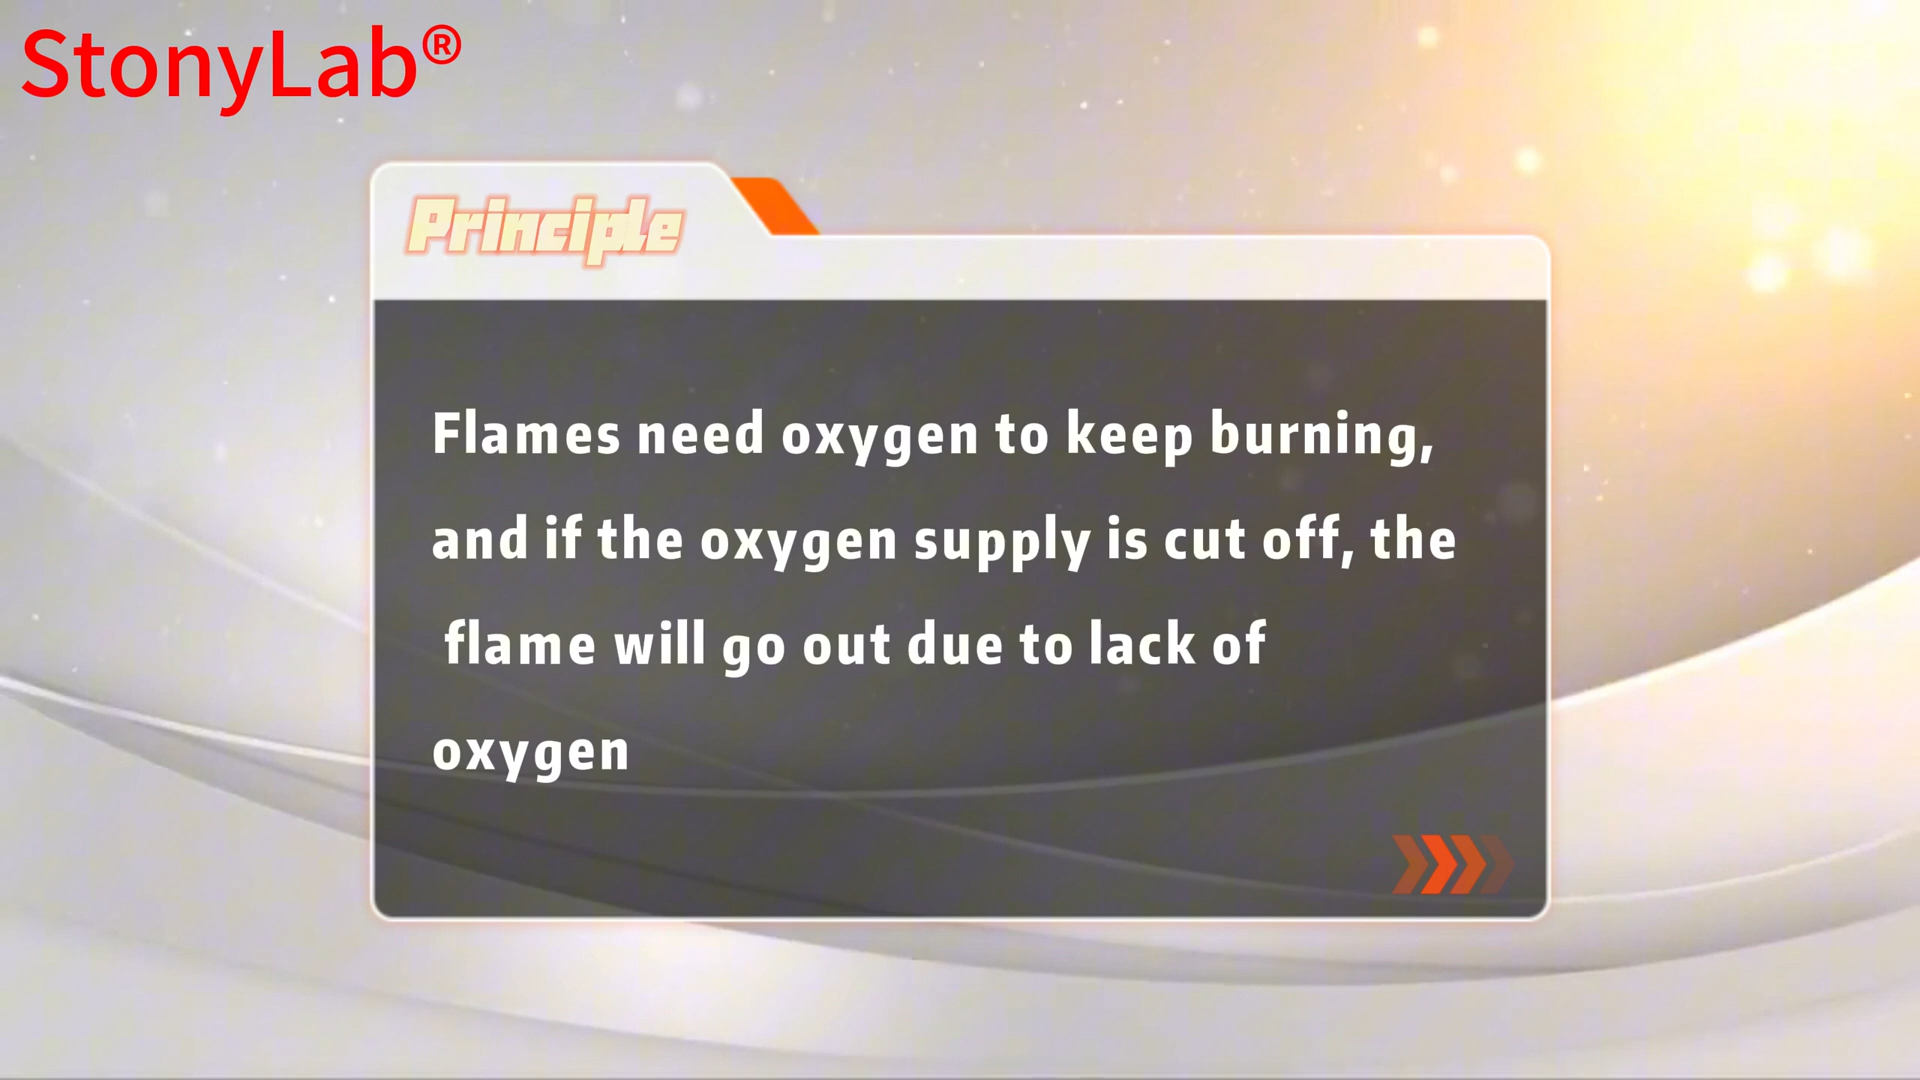 StonyLab®
Principle
Flames need oxygen to keep burning,
and if the oxygen supply is cut off, the
flame will go out due to lack of
oxygen